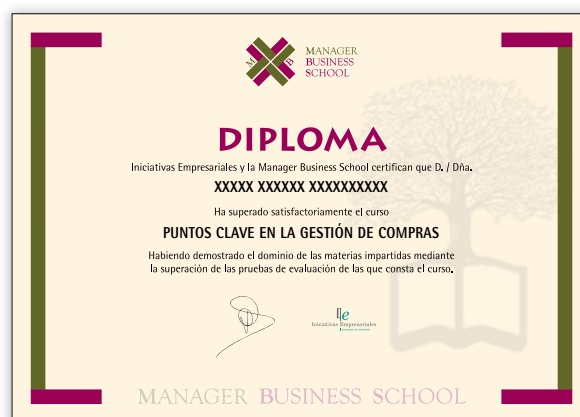 M B
MANAGER
BUSINESS
SCHOOL
DIPLOMA
Iniciativas Empresariales y la Manager Business School certifican que D. / Dña.
XXXXX XXXXXX XXXXXXXXXX
Ha superado satisfactoriamente el curso
PUNTOS CLAVE EN LA GESTIÓN DE COMPRAS
Habiendo demostrado el dominio de las materias impartidas mediante
la superación de las pruebas de evaluación de las que consta el curso.
Iniciativas Empresariales
MANAGER BUSINESS SCHOOL